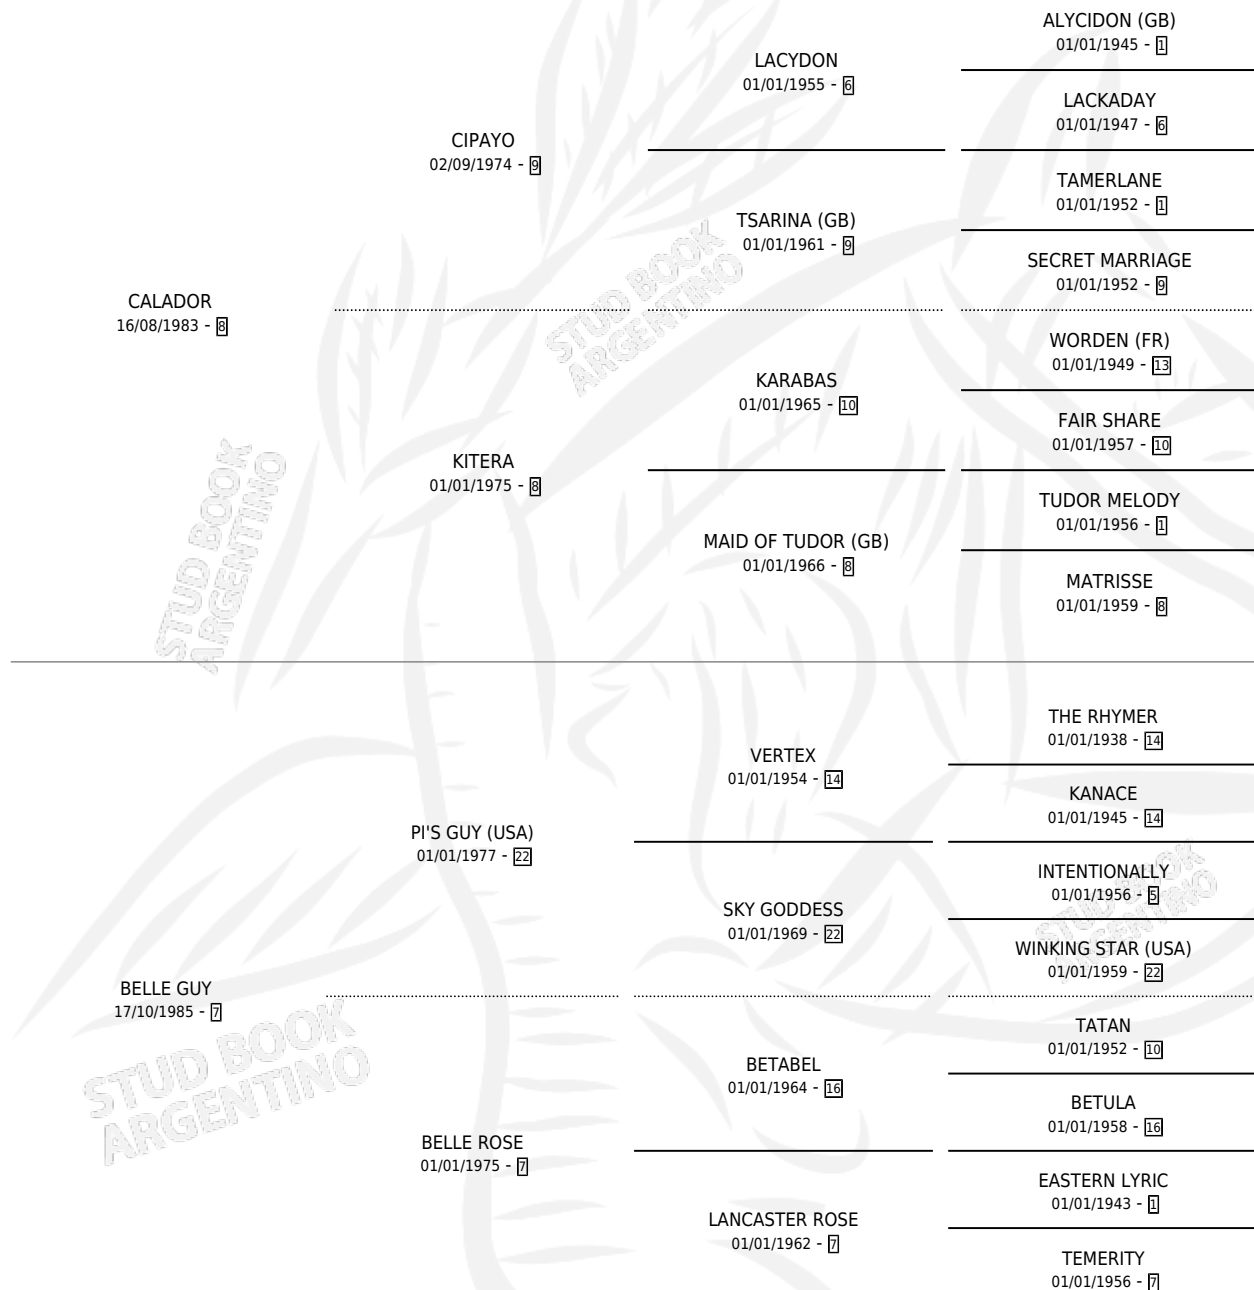 ALYCIDON (GB)
01/01/1945 - 1
LACYDON
01/01/1955 - 6
LACKADAY
01/01/1947 - 6
CIPAYO
02/09/1974 - 9
TAMERLANE
01/01/1952 - 1
TSARINA (GB)
01/01/1961 - 9
SECRET MARRIAGE
01/01/1952 - 9
CALADOR
16/08/1983 - 8
STUD BOOK
ARGENTINO
WORDEN (FR)
01/01/1949 - 13
KARABAS
01/01/1965 - 10
FAIR SHARE
01/01/1957 - 10
KITERA
01/01/1975 - 8
TUDOR MELODY
01/01/1956 - 1
MAID OF TUDOR (GB)
01/01/1966 - 8
MATRISSE
01/01/1959 - 8
STUD BOOK
ARGENTINO
THE RHYMER
01/01/1938 - 14
VERTEX
01/01/1954 - 14
KANACE
01/01/1945 - 14
PI'S GUY (USA)
01/01/1977 - 22
INTENTIONALLY
01/01/1956 - 5
STUD BOOK
ARGENTINO
SKY GODDESS
01/01/1969 - 22
WINKING STAR (USA)
01/01/1959 - 22
BELLE GUY
17/10/1985 - 7
STUD BOOK
ARGENTINO
TATAN
01/01/1952 - 10
BETABEL
01/01/1964 - 16
BETULA
01/01/1958 - 16
BELLE ROSE
01/01/1975 - 7
EASTERN LYRIC
01/01/1943 - 1
LANCASTER ROSE
01/01/1962 - 7
TEMERITY
01/01/1956 - 7